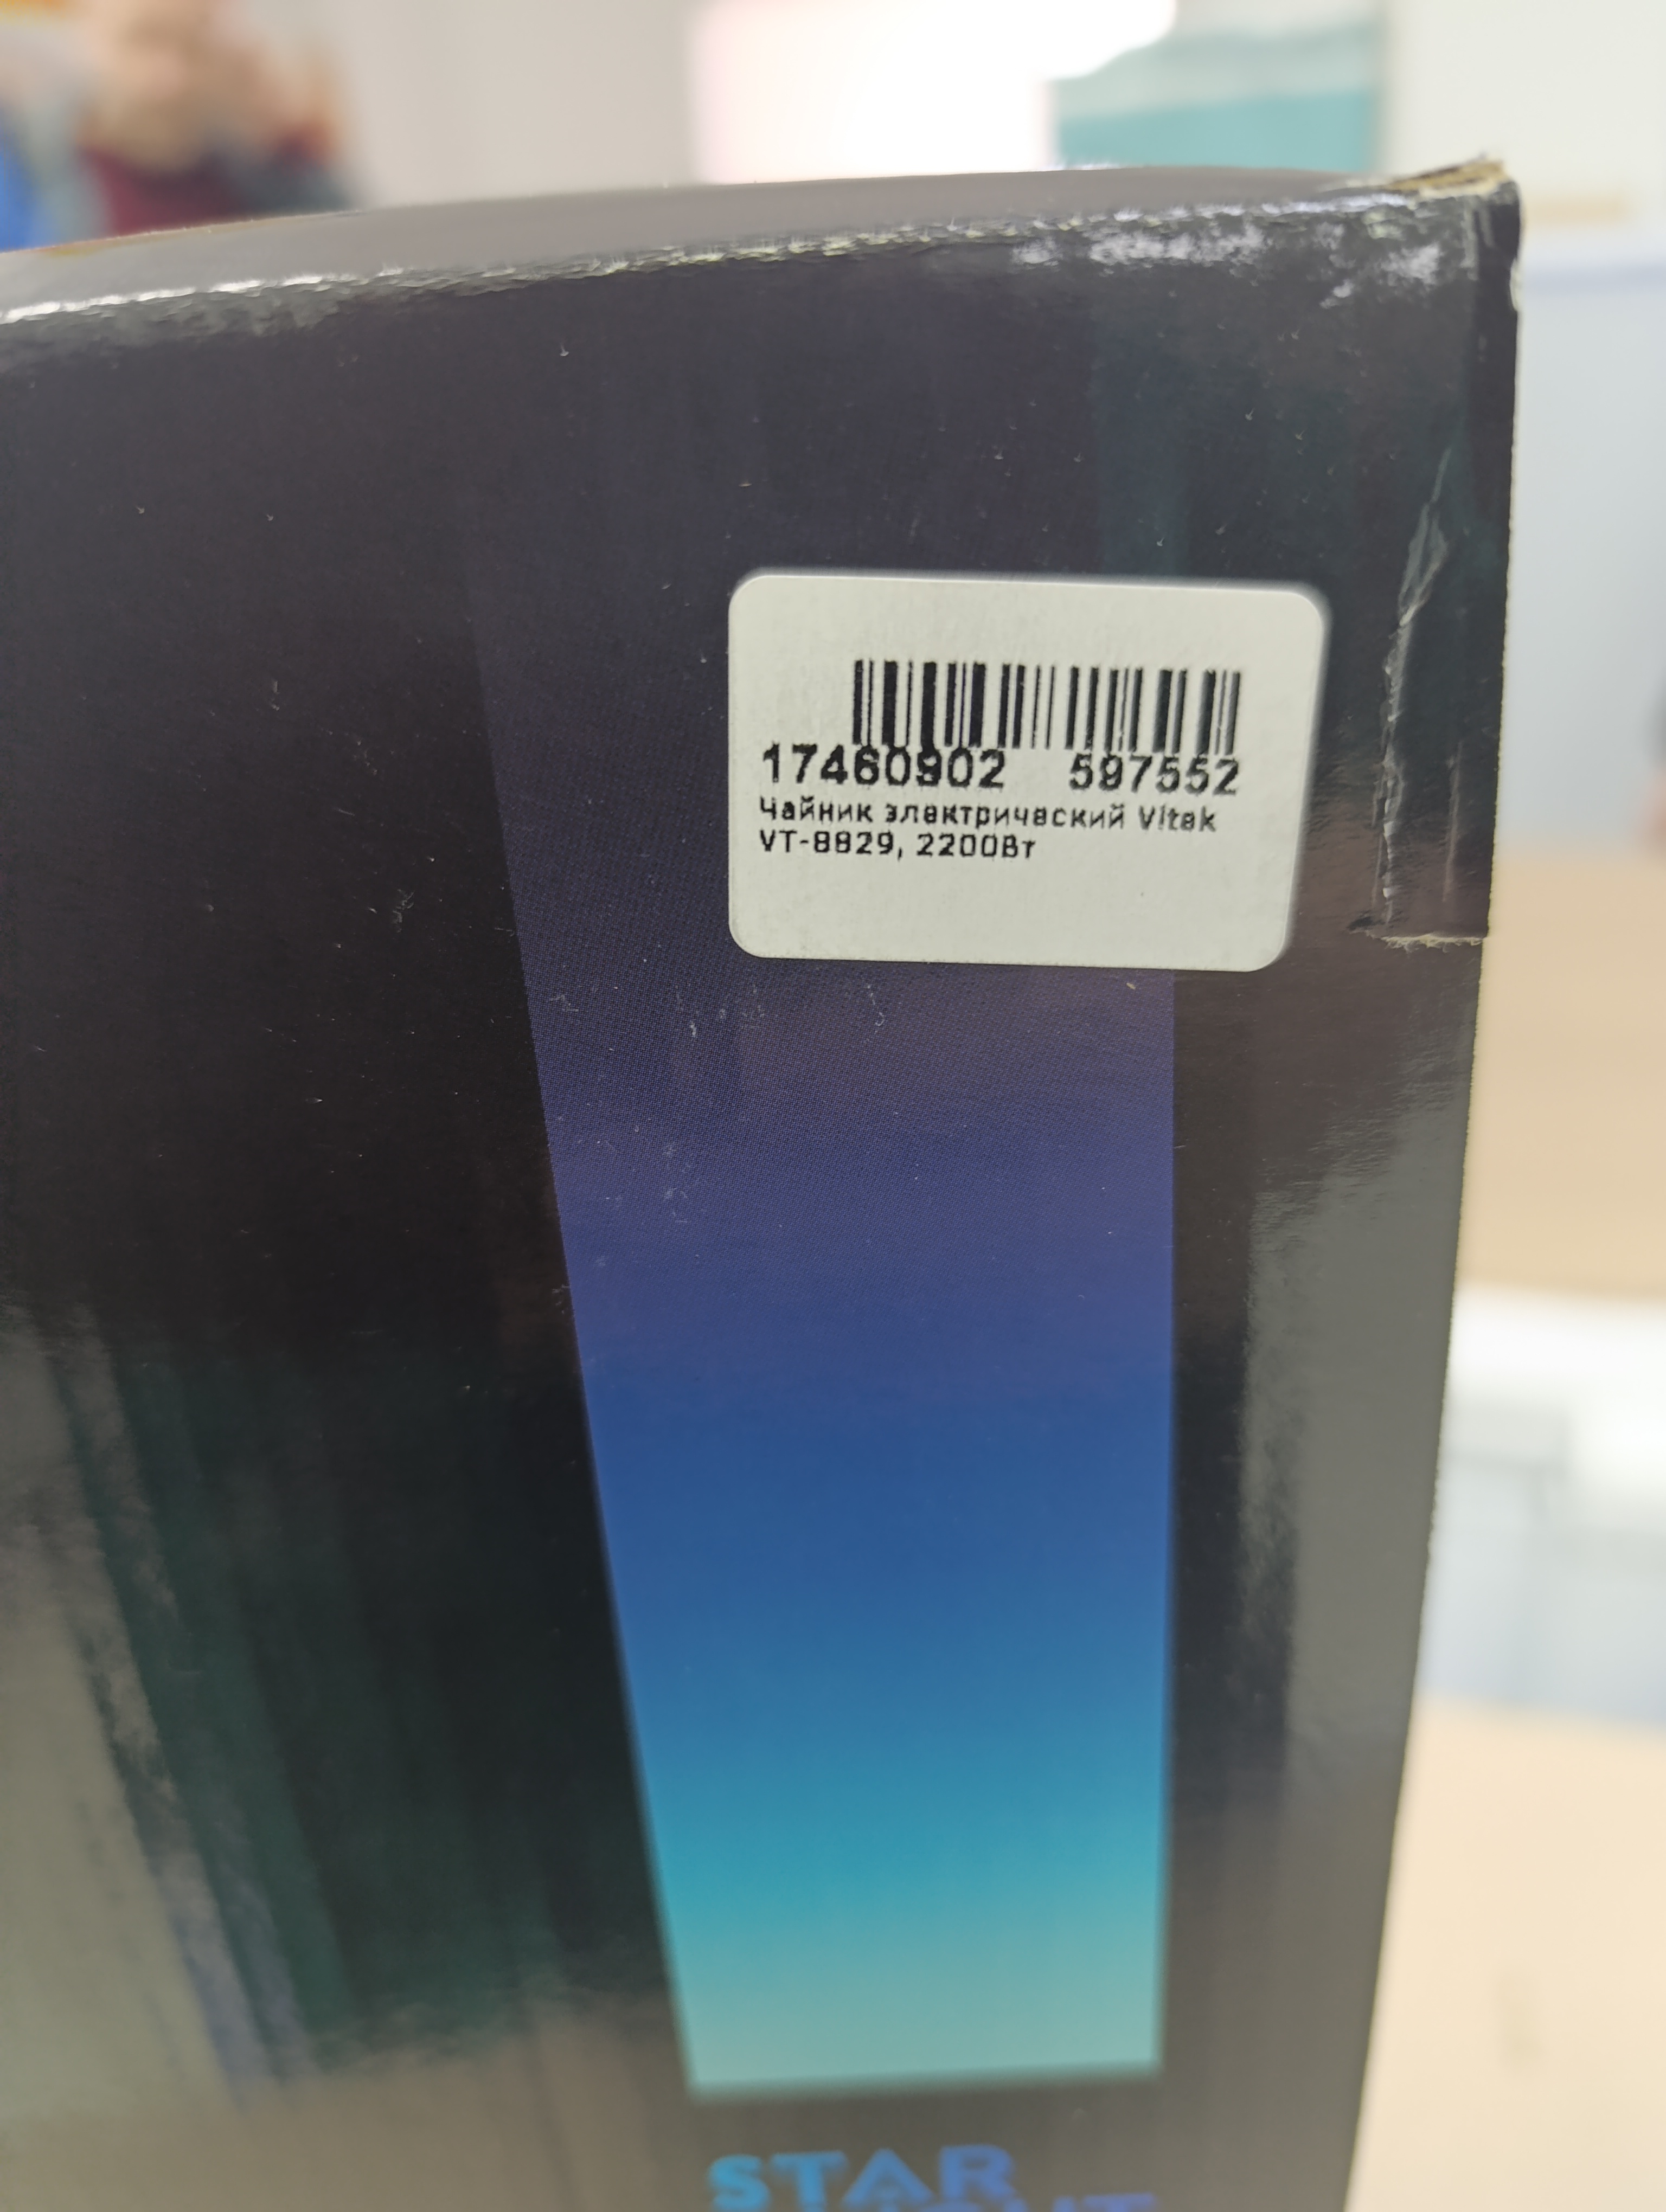 17460902 597552
Чайник электрический Vitek
VT-8829, 2200Вт
STAR